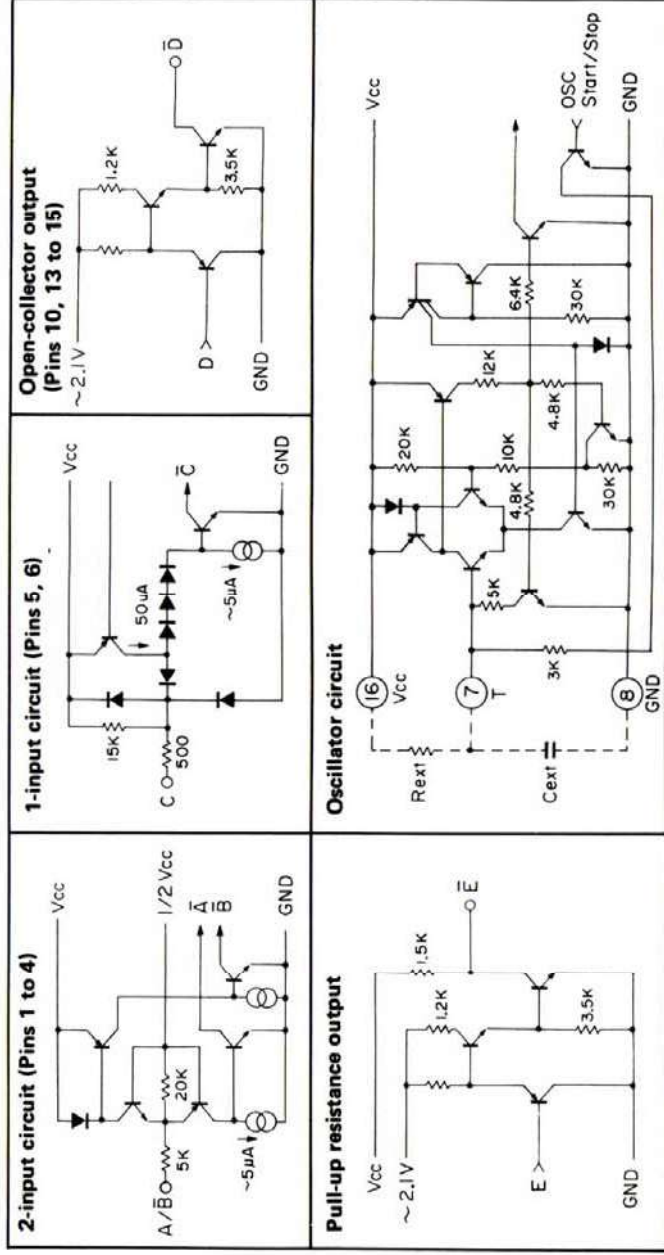 2-input circuit (Pins 1 to 4)
Vcc
A/B̅
5K
20K
1/2 Vcc
A̅
B̅
~5μA
GND
1-input circuit (Pins 5, 6)
Vcc
15K
C
500
50uA
C̅
~5μA
GND
Open-collector output
(Pins 10, 13 to 15)
~2.1V
1.2K
D
3.5K
D̅
GND
Pull-up resistance output
Vcc
~2.1V
1.2K
1.5K
E
3.5K
E̅
GND
Oscillator circuit
16
Vcc
Vcc
Rext
20K
12K
7
T
5K
4.8K
10K
6.4K
3K
4.8K
30K
30K
Cext
OSC
Start/Stop
8
GND
GND